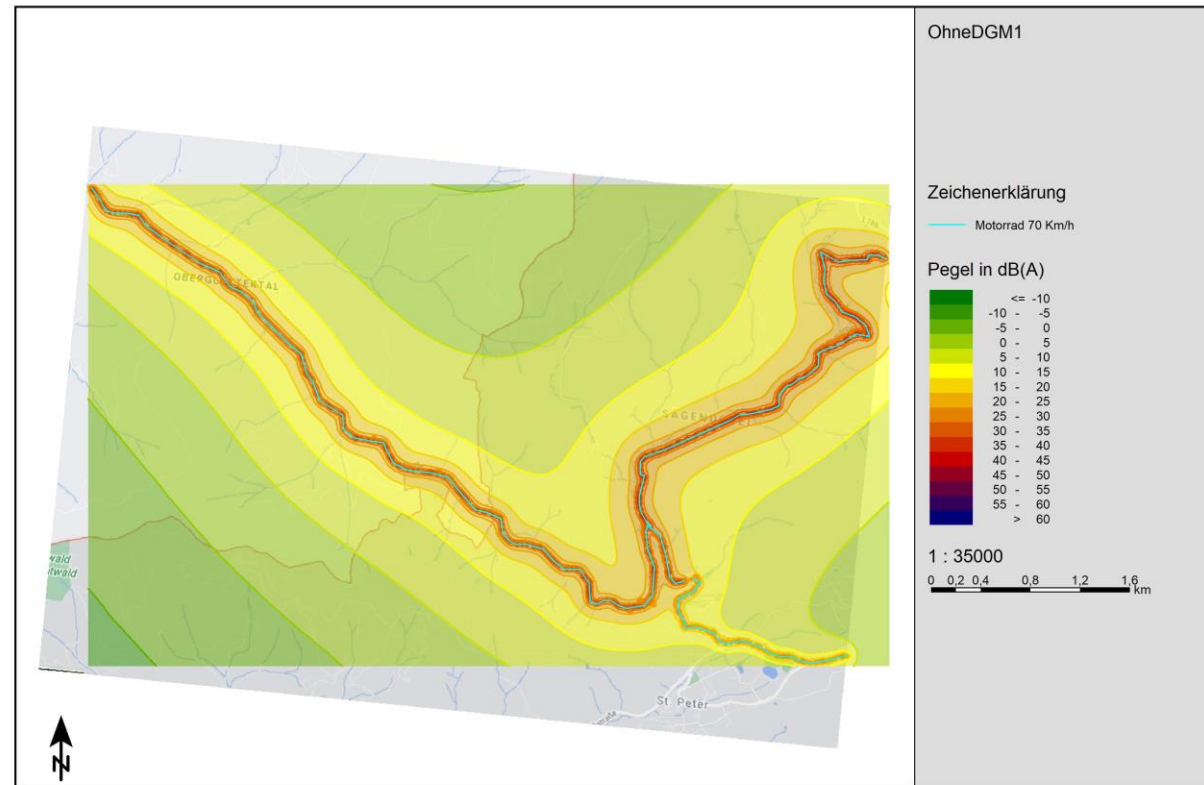 OhneDGM1
Zeichenerklärung
Motorrad 70 Km/h
Pegel in dB(A)
<= -10
-10 - -5
-5 - 0
0 - 5
5 - 10
10 - 15
15 - 20
20 - 25
25 - 30
30 - 35
35 - 40
40 - 45
45 - 50
50 - 55
55 - 60
> 60
1 : 35000
0 0,2 0,4 0,8 1,2 1,6
km
St. Peter
N